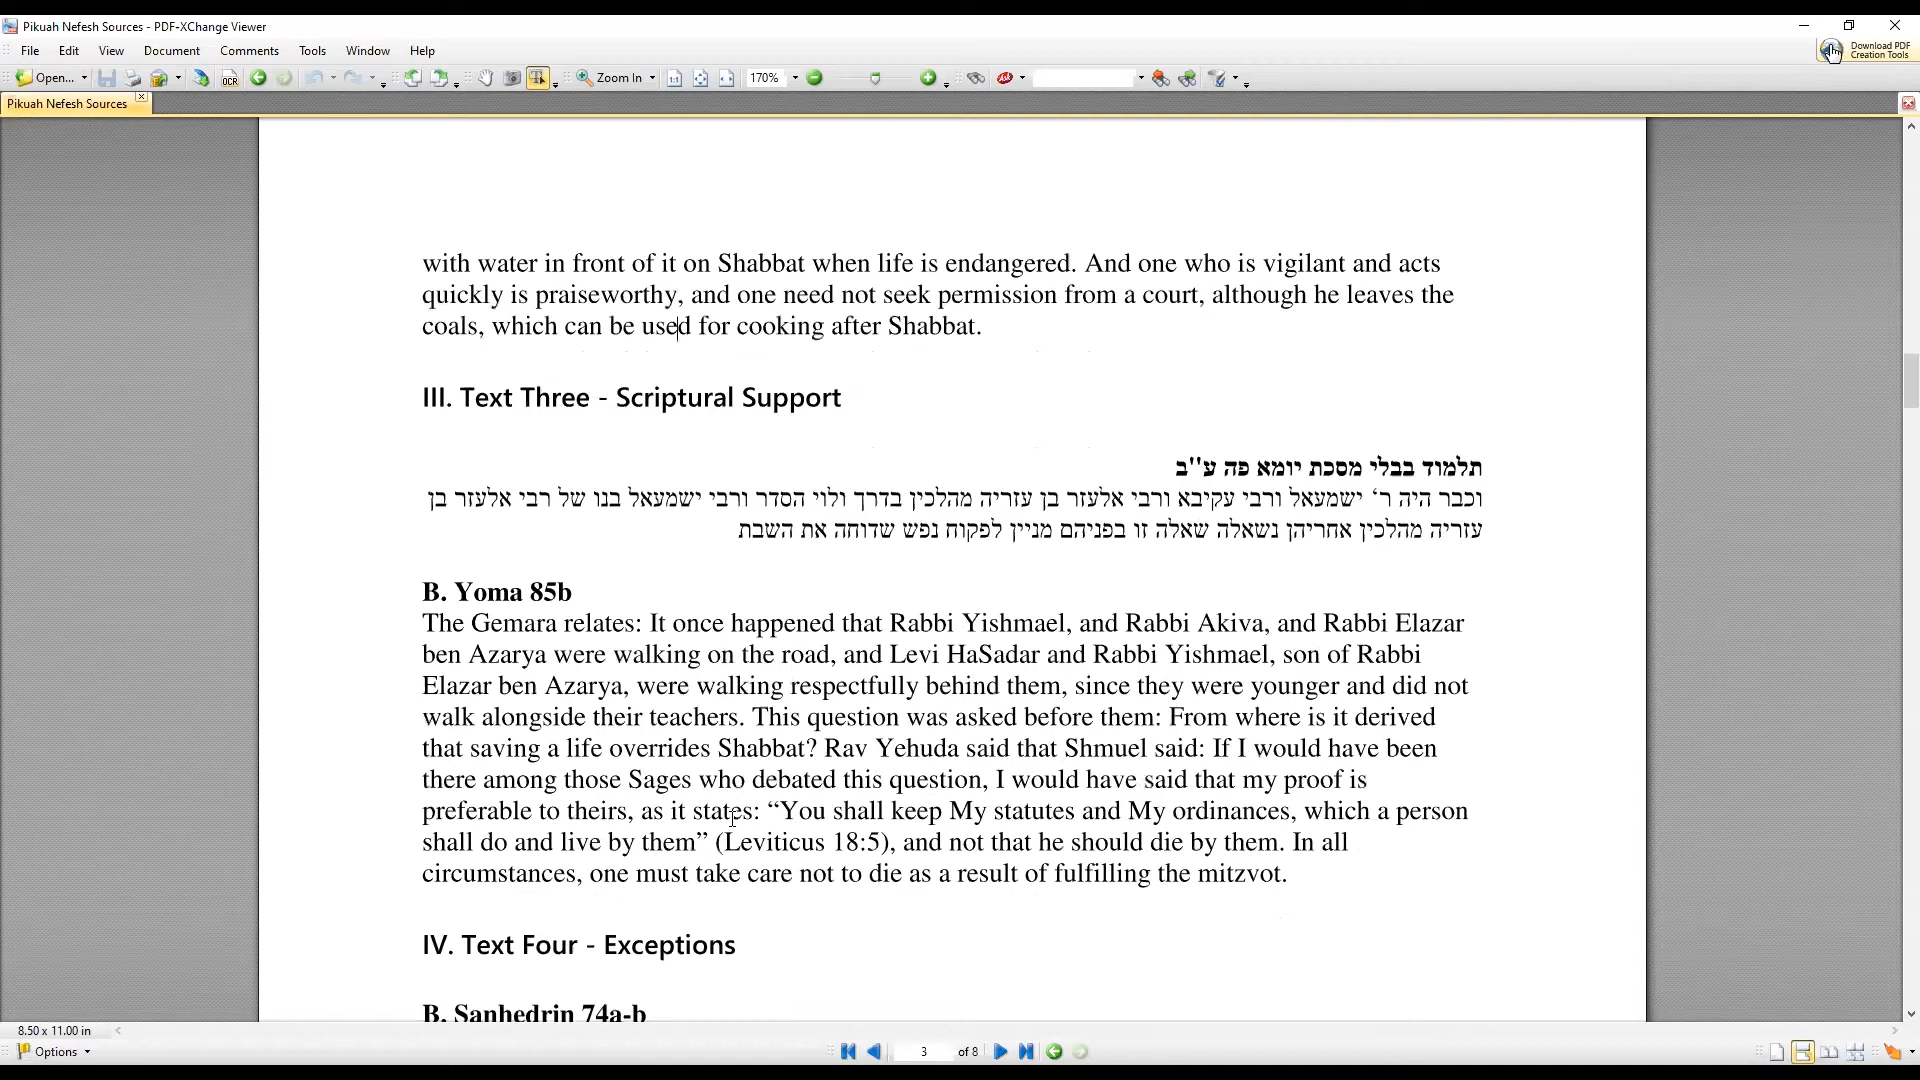 Pikuah Nefesh Sources - PDF-XChange Viewer
File Edit View Document Comments Tools Window Help
Download PDF
Creation Tools
Open... OCR Zoom In 170%
Pikuah Nefesh Sources
with water in front of it on Shabbat when life is endangered. And one who is vigilant and acts
quickly is praiseworthy, and one need not seek permission from a court, although he leaves the
coals, which can be used for cooking after Shabbat.
III. Text Three - Scriptural Support
תלמוד בבלי מסכת יומא פה ע''ב
וכבר היה ר' ישמעאל ורבי עקיבא ורבי אלעזר בן עזריה מהלכין בדרך ולוי הסדר ורבי ישמעאל בנו של רבי אלעזר בן
עזריה מהלכין אחריהן נשאלה שאלה זו בפניהם מניין לפקוח נפש שדוחה את השבת
B. Yoma 85b
The Gemara relates: It once happened that Rabbi Yishmael, and Rabbi Akiva, and Rabbi Elazar
ben Azarya were walking on the road, and Levi HaSadar and Rabbi Yishmael, son of Rabbi
Elazar ben Azarya, were walking respectfully behind them, since they were younger and did not
walk alongside their teachers. This question was asked before them: From where is it derived
that saving a life overrides Shabbat? Rav Yehuda said that Shmuel said: If I would have been
there among those Sages who debated this question, I would have said that my proof is
preferable to theirs, as it states: “You shall keep My statutes and My ordinances, which a person
shall do and live by them” (Leviticus 18:5), and not that he should die by them. In all
circumstances, one must take care not to die as a result of fulfilling the mitzvot.
IV. Text Four - Exceptions
B. Sanhedrin 74a-b
8.50 x 11.00 in
Options 3 of 8